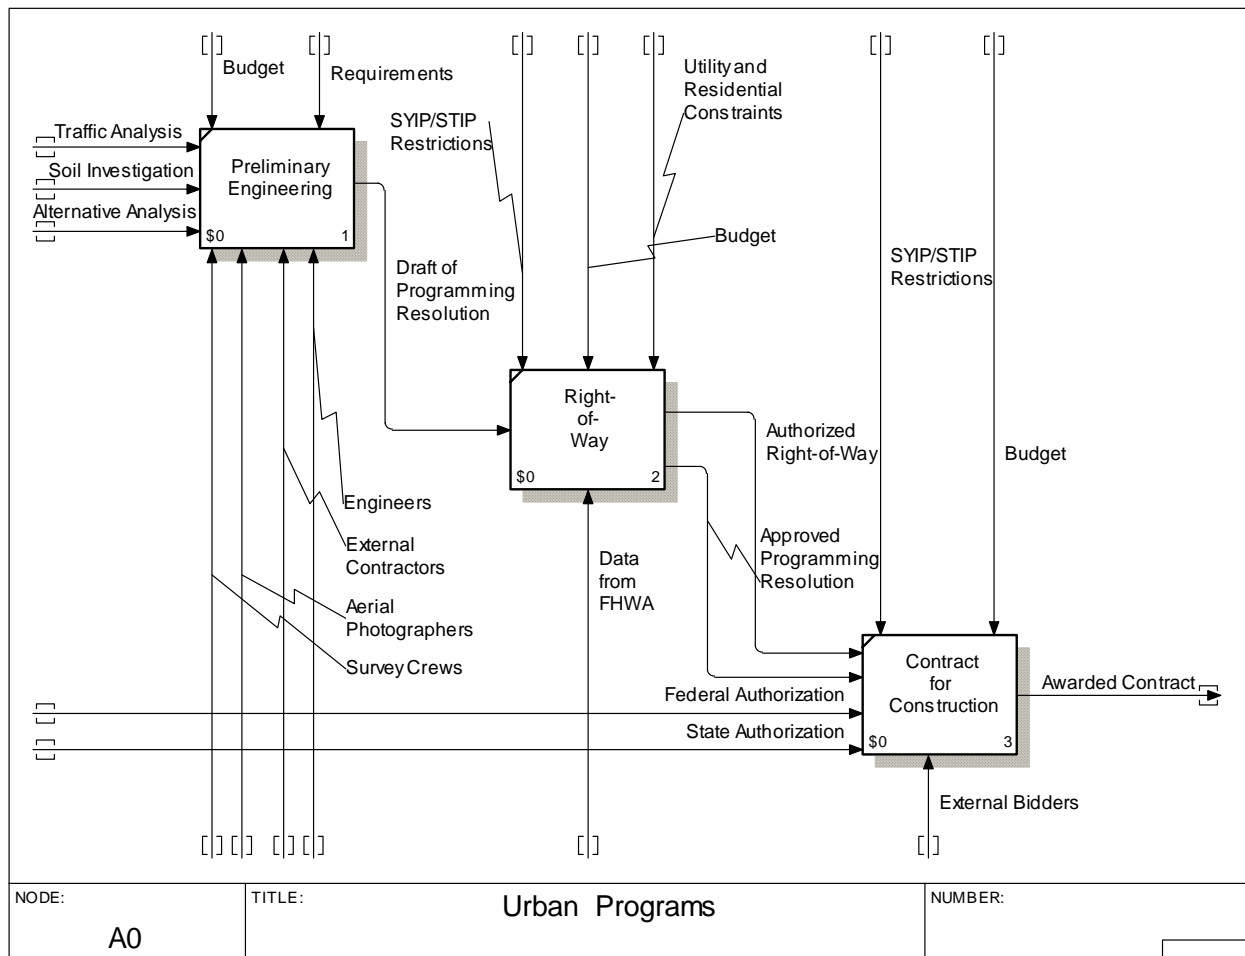 Budget
Requirements
Utility and
Residential
Constraints
SYIP/STIP
Restrictions
Traffic Analysis
Soil Investigation
Alternative Analysis
Preliminary
Engineering
$0
1
Budget
SYIP/STIP
Restrictions
Draft of
Programming
Resolution
Right-
of-
Way
$0
2
Authorized
Right-of-Way
Budget
Engineers
External
Contractors
Aerial
Photographers
Survey Crews
Data
from
FHWA
Approved
Programming
Resolution
Federal Authorization
State Authorization
Contract
for
Construction
$0
3
Awarded Contract
External Bidders
NODE:
A0
TITLE:
Urban Programs
NUMBER: